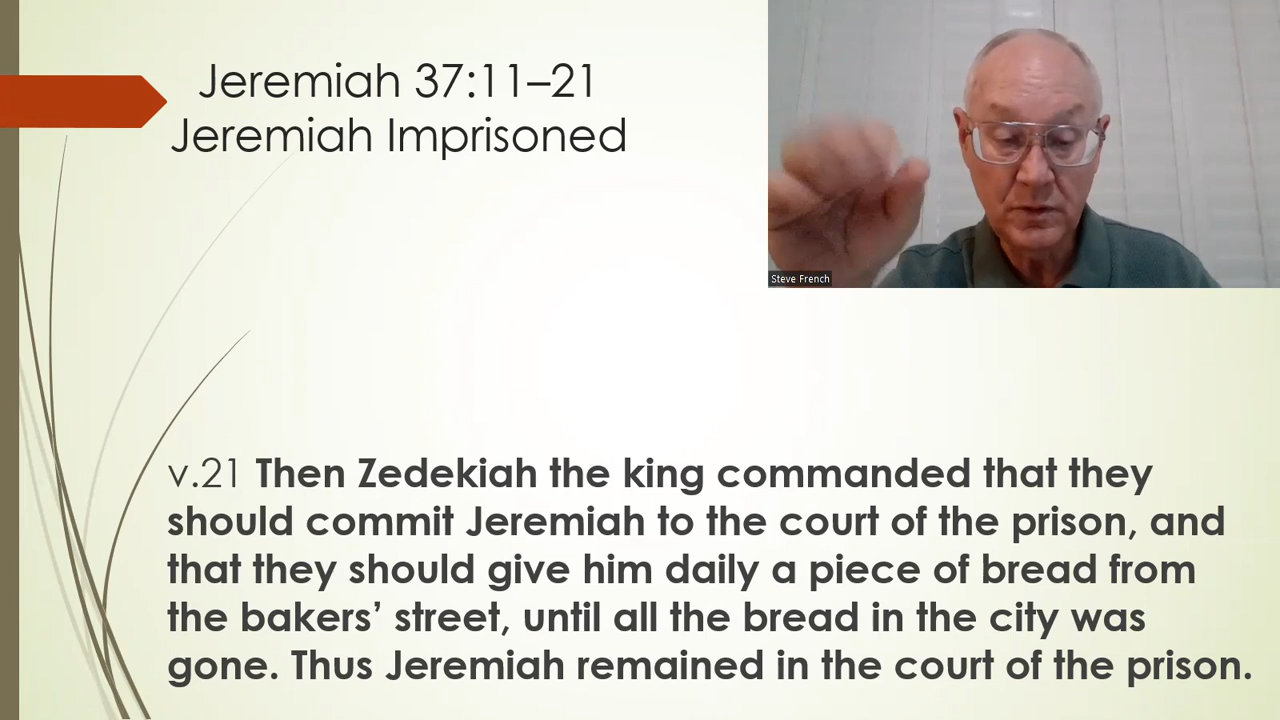 Jeremiah 37:11–21
Jeremiah Imprisoned
Steve French
v.21 Then Zedekiah the king commanded that they
should commit Jeremiah to the court of the prison, and
that they should give him daily a piece of bread from
the bakers’ street, until all the bread in the city was
gone. Thus Jeremiah remained in the court of the prison.